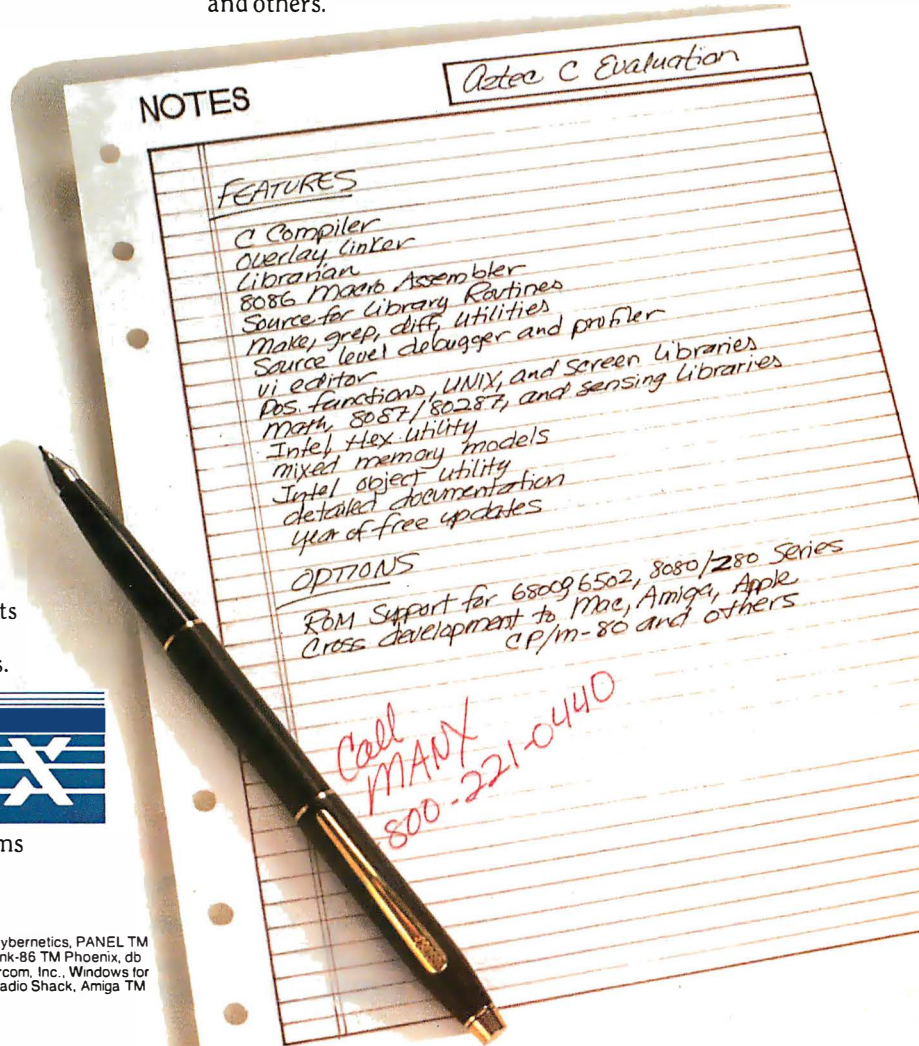 and others.
NOTES
Aztec C Evaluation
FEATURES
C Compiler
Overlay Linker
Librarian
8086 Macro Assembler
Source for Library Routines
Make, grep, diff, utilities
Source level debugger and profiler
vi editor
Dos. functions, UNIX, and screen libraries
Math, 8087/80287, and sensing libraries
Intel Hex utility
mixed memory models
Intel object utility
detailed documentation
year of free updates
OPTIONS
ROM Support for 68009 6502, 8080/Z80 Series
Cross development to Mac, Amiga, Apple
CP/m-80 and others
Call
MANX
800-221-0440
ts
s.
X
ms
ybernetics, PANEL TM
nk-86 TM Phoenix, db
rcom, Inc., Windows for
adio Shack, Amiga TM